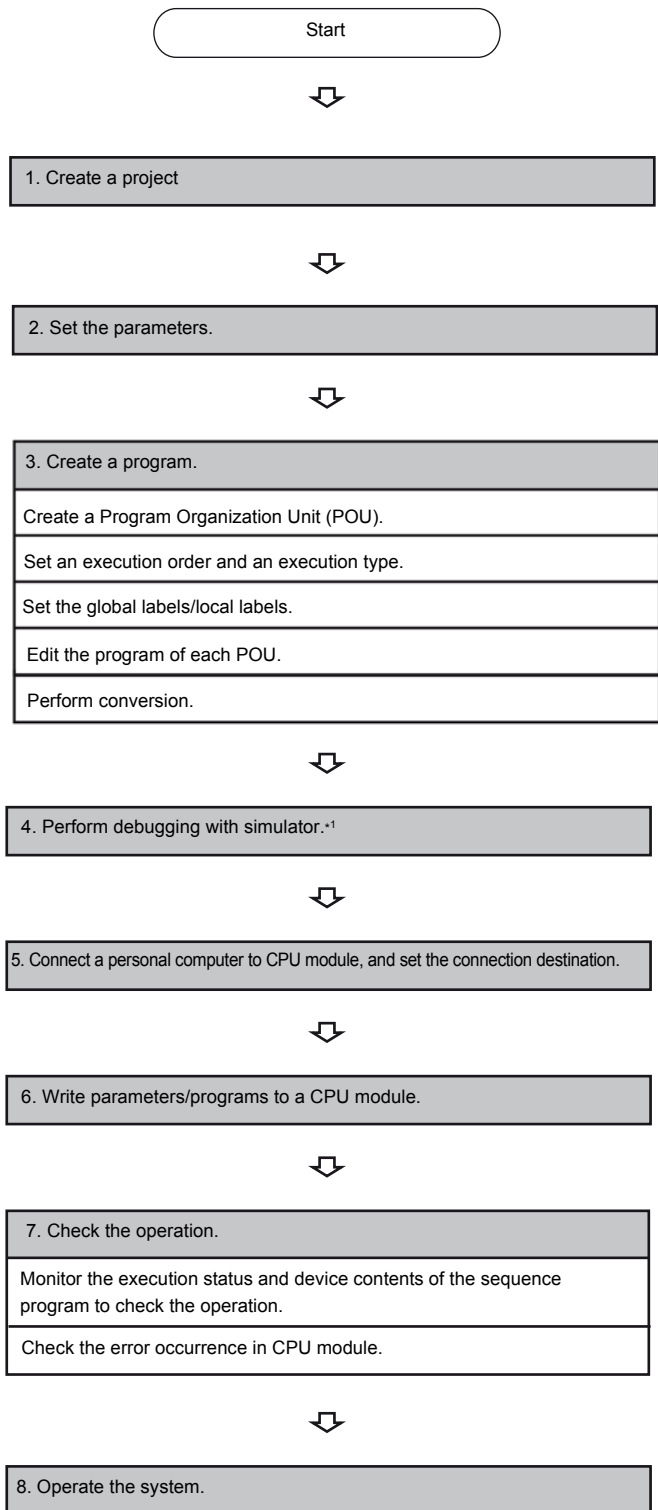 Start
1. Create a project
2. Set the parameters.
3. Create a program.
Create a Program Organization Unit (POU).
Set an execution order and an execution type.
Set the global labels/local labels.
Edit the program of each POU.
Perform conversion.
4. Perform debugging with simulator.*1
5. Connect a personal computer to CPU module, and set the connection destination.
6. Write parameters/programs to a CPU module.
7. Check the operation.
Monitor the execution status and device contents of the sequence
program to check the operation.
Check the error occurrence in CPU module.
8. Operate the system.